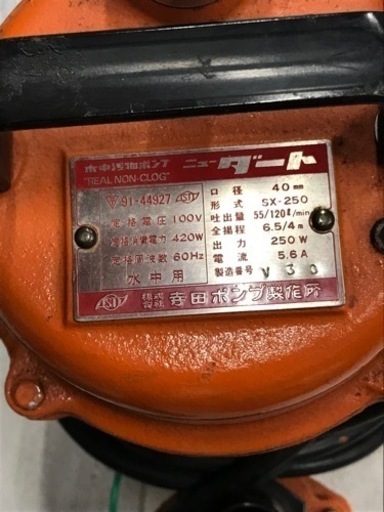 水中汚物ポンプ ニューダート
"REAL NON-CLOG"
▽91-44927
定格電圧 100V
定格消費電力 420W
定格周波数 60Hz
水中用
口径 40mm
形式 SX-250
吐出量 55/120ℓ/min
全揚程 6.5/4m
出力 250W
電流 5.6A
製造番号 V30
株式会社 寺田ポンプ製作所